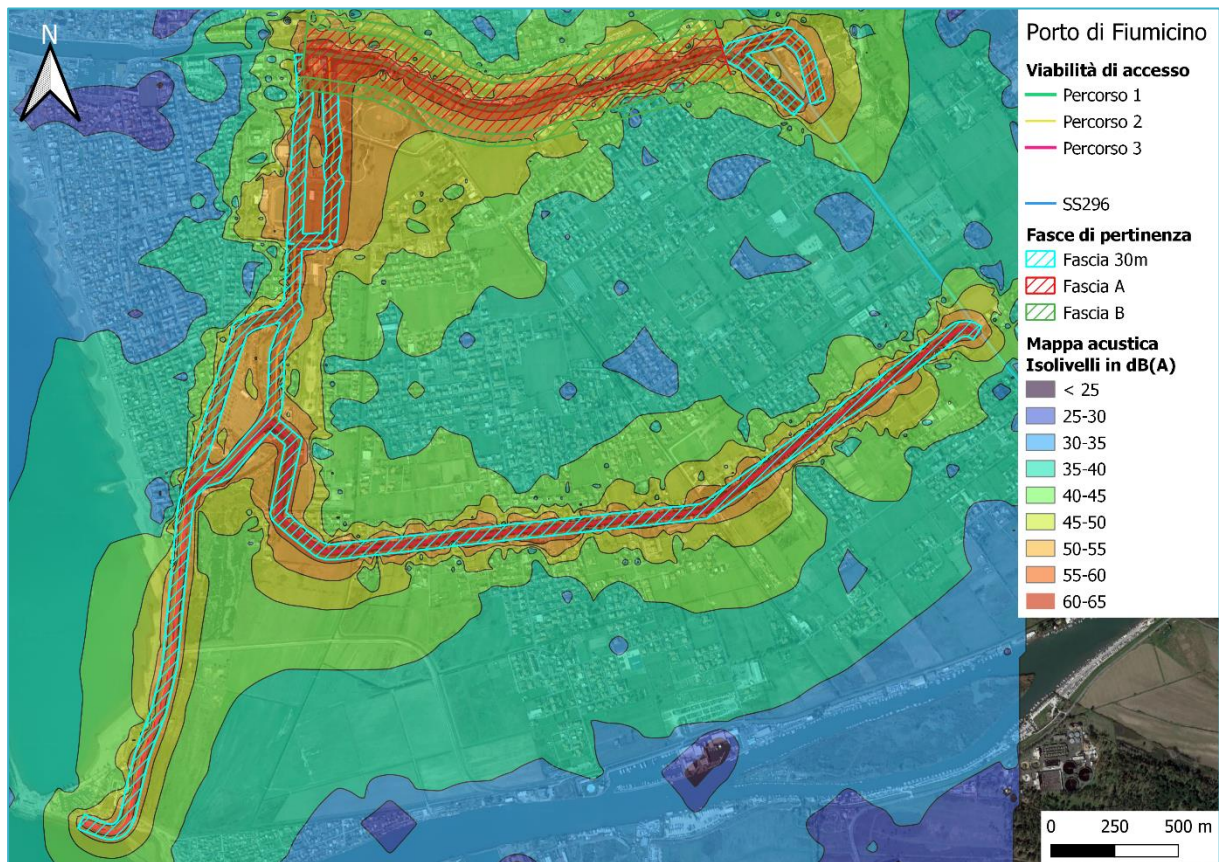 N
Porto di Fiumicino
Viabilità di accesso
Percorso 1
Percorso 2
Percorso 3
SS296
Fasce di pertinenza
Fascia 30m
Fascia A
Fascia B
Mappa acustica
Isolivelli in dB(A)
< 25
25-30
30-35
35-40
40-45
45-50
50-55
55-60
60-65
0 250 500 m